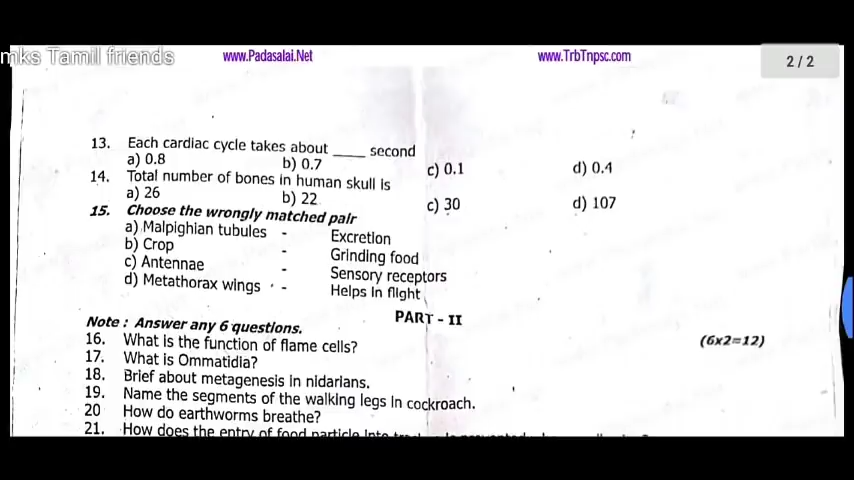 mks Tamil friends
www.Padasalai.Net www.TrbTnpsc.com
2 / 2
13. Each cardiac cycle takes about ____ second
a) 0.8 b) 0.7 c) 0.1 d) 0.4
14. Total number of bones in human skull is
a) 26 b) 22 c) 30 d) 107
15. Choose the wrongly matched pair
a) Malpighian tubules - Excretion
b) Crop - Grinding food
c) Antennae - Sensory receptors
d) Metathorax wings - Helps in flight
PART - II
Note : Answer any 6 questions. (6x2=12)
16. What is the function of flame cells?
17. What is Ommatidia?
18. Brief about metagenesis in nidarians.
19. Name the segments of the walking legs in cockroach.
20 How do earthworms breathe?
21. How does the entry of food particle into